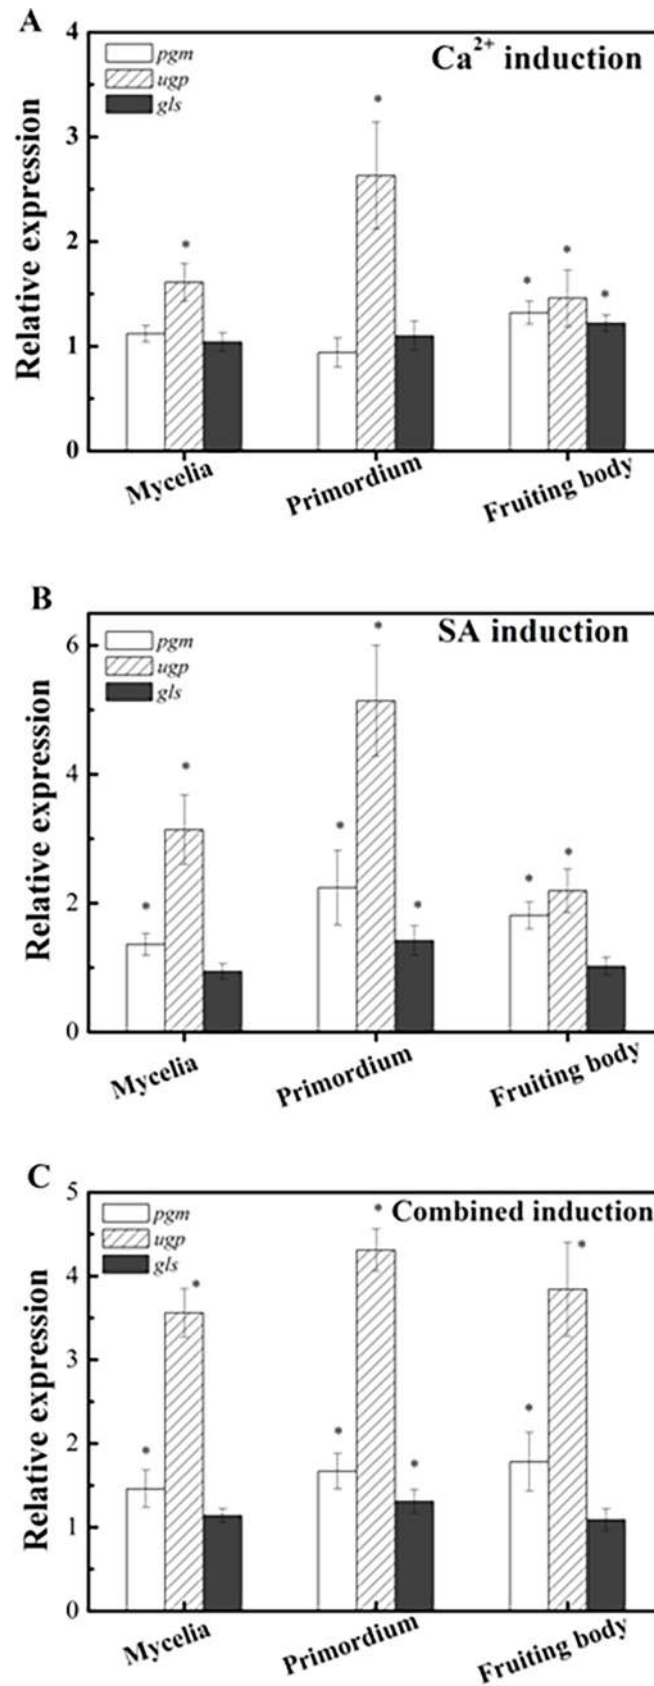 A
4
pgm
ugp
gls
Ca²⁺ induction
*
3
2
*
*
*
*
1
0
Relative expression
Mycelia
Primordium
Fruiting body
B
pgm
ugp
gls
SA induction
*
6
4
*
*
*
*
*
*
2
0
Relative expression
Mycelia
Primordium
Fruiting body
C
5
pgm
ugp
gls
* Combined induction
*
*
4
3
*
*
*
*
2
1
0
Relative expression
Mycelia
Primordium
Fruiting body